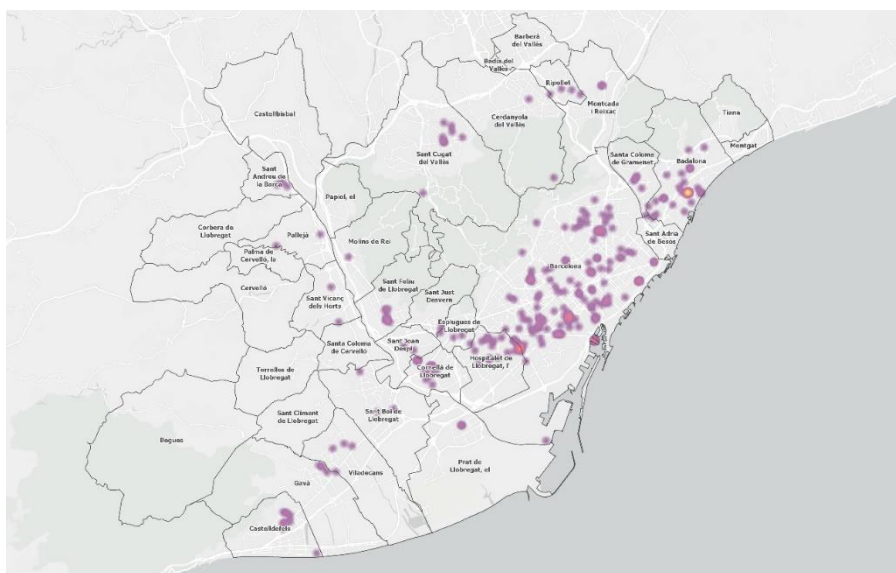 Barberà
del Vallès
Badia del
Vallès
Ripollet
Castellbisbal
Montcada
i Reixac
Tiana
Cerdanyola
del Vallès
Montgat
Sant Cugat
del Vallès
Santa Coloma
de Gramenet
Badalona
Sant
Andreu de
la Barca
Papiol, el
Corbera de
Llobregat
Pallejà
Sant Adrià
de Besòs
Molins de Rei
Palma de
Cervelló, la
Barcelona
Cervelló
Sant Feliu
de Llobregat
Sant Just
Desvern
Sant Vicenç
dels Horts
Esplugues de
Llobregat
Santa Coloma
de Cervelló
Sant Joan
Despí
Hospitalet de
Llobregat, l'
Torrelles de
Llobregat
Cornellà de
Llobregat
Sant Climent
de Llobregat
Sant Boi de
Llobregat
Begues
Prat de
Llobregat, el
Viladecans
Gavà
Castelldefels